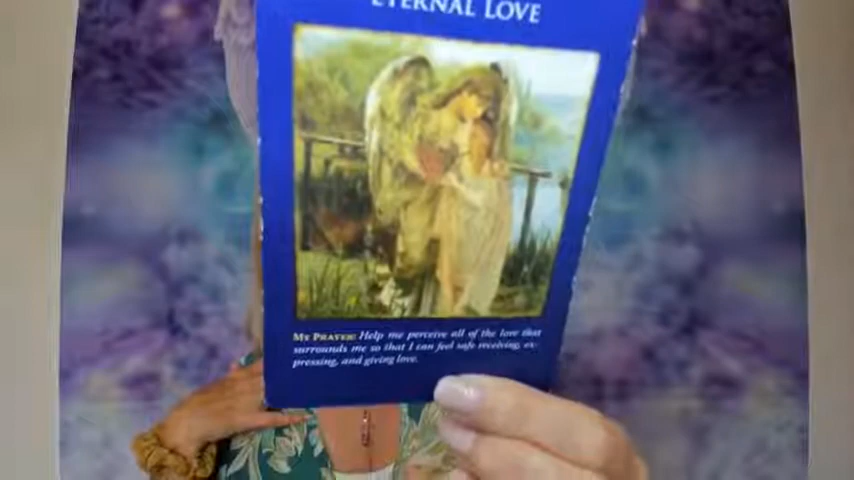 ETERNAL LOVE
MY PRAYER: Help me perceive all of the love that
surrounds me so that I can feel safe receiving, ex-
pressing, and giving love.